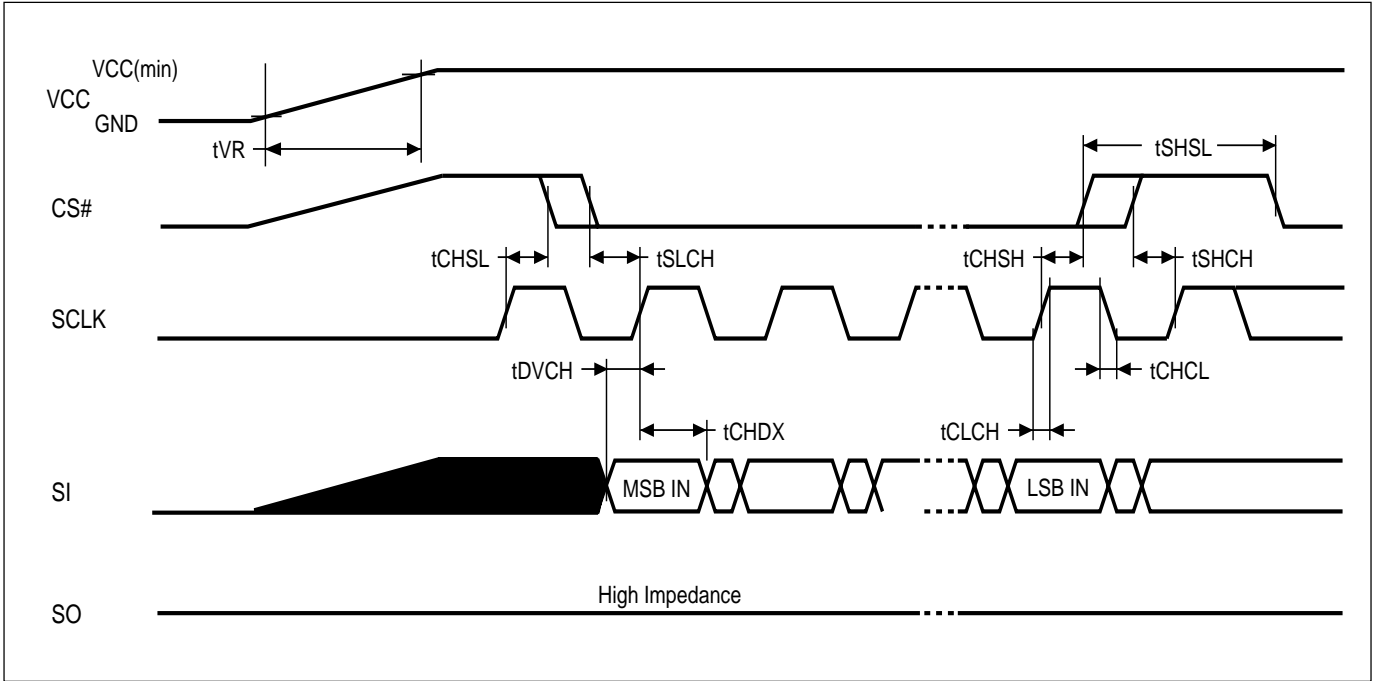 VCC(min)
VCC
GND
tVR
tSHSL
CS#
tCHSL
tSLCH
tCHSH
tSHCH
SCLK
tDVCH
tCHCL
tCHDX
tCLCH
SI
MSB IN
LSB IN
High Impedance
SO